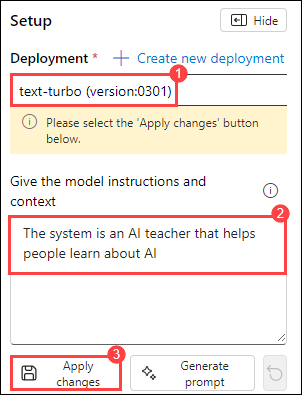 Setup
Hide
Deployment * + Create new deployment
1
text-turbo (version:0301)
Please select the 'Apply changes' button
below.
Give the model instructions and
context
2
The system is an AI teacher that helps
people learn about AI
3
Apply
changes
Generate
prompt